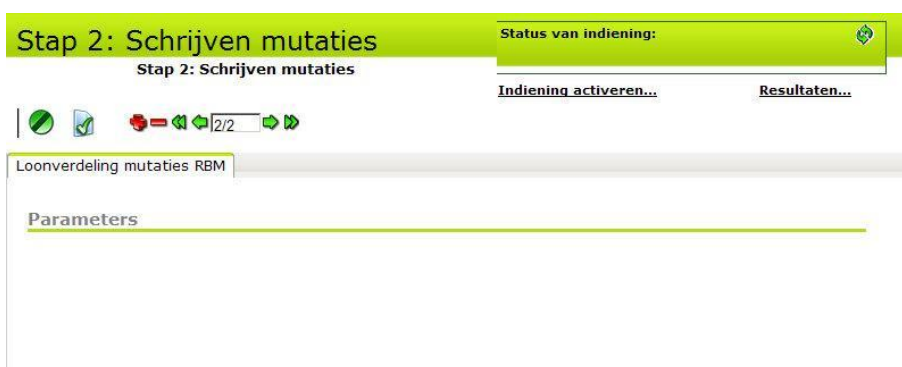 Stap 2: Schrijven mutaties
Status van indiening:
Stap 2: Schrijven mutaties
Indiening activeren...
Resultaten...
2/2
Loonverdeling mutaties RBM
Parameters